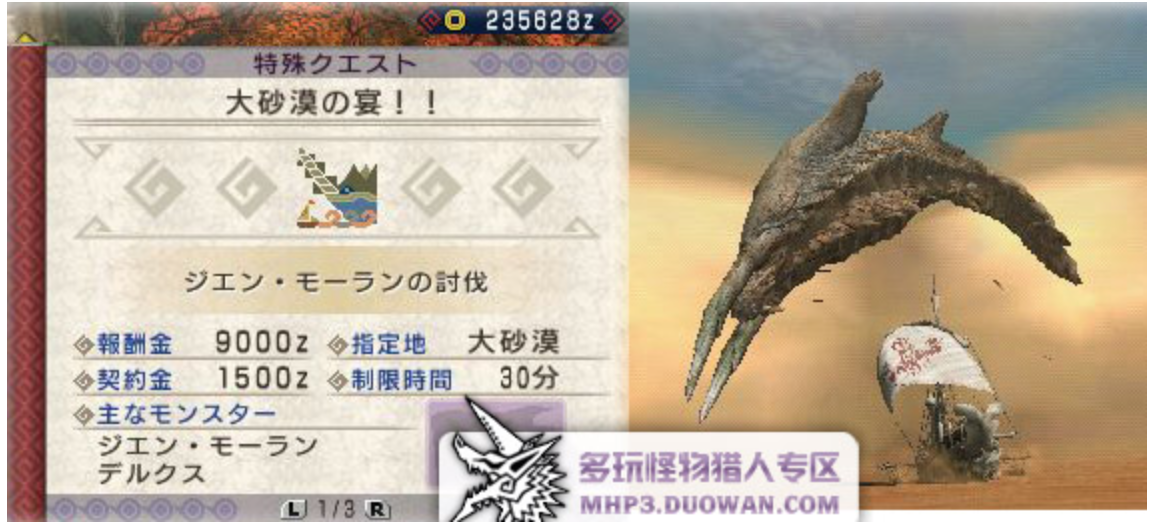 235628z
特殊クエスト
大砂漠の宴！！
ジエン・モーランの討伐
報酬金 9000z 指定地 大砂漠
契約金 1500z 制限時間 30分
主なモンスター
ジエン・モーラン
デルクス
L 1/3 R
多玩怪物猎人专区
MHP3.DUOWAN.COM